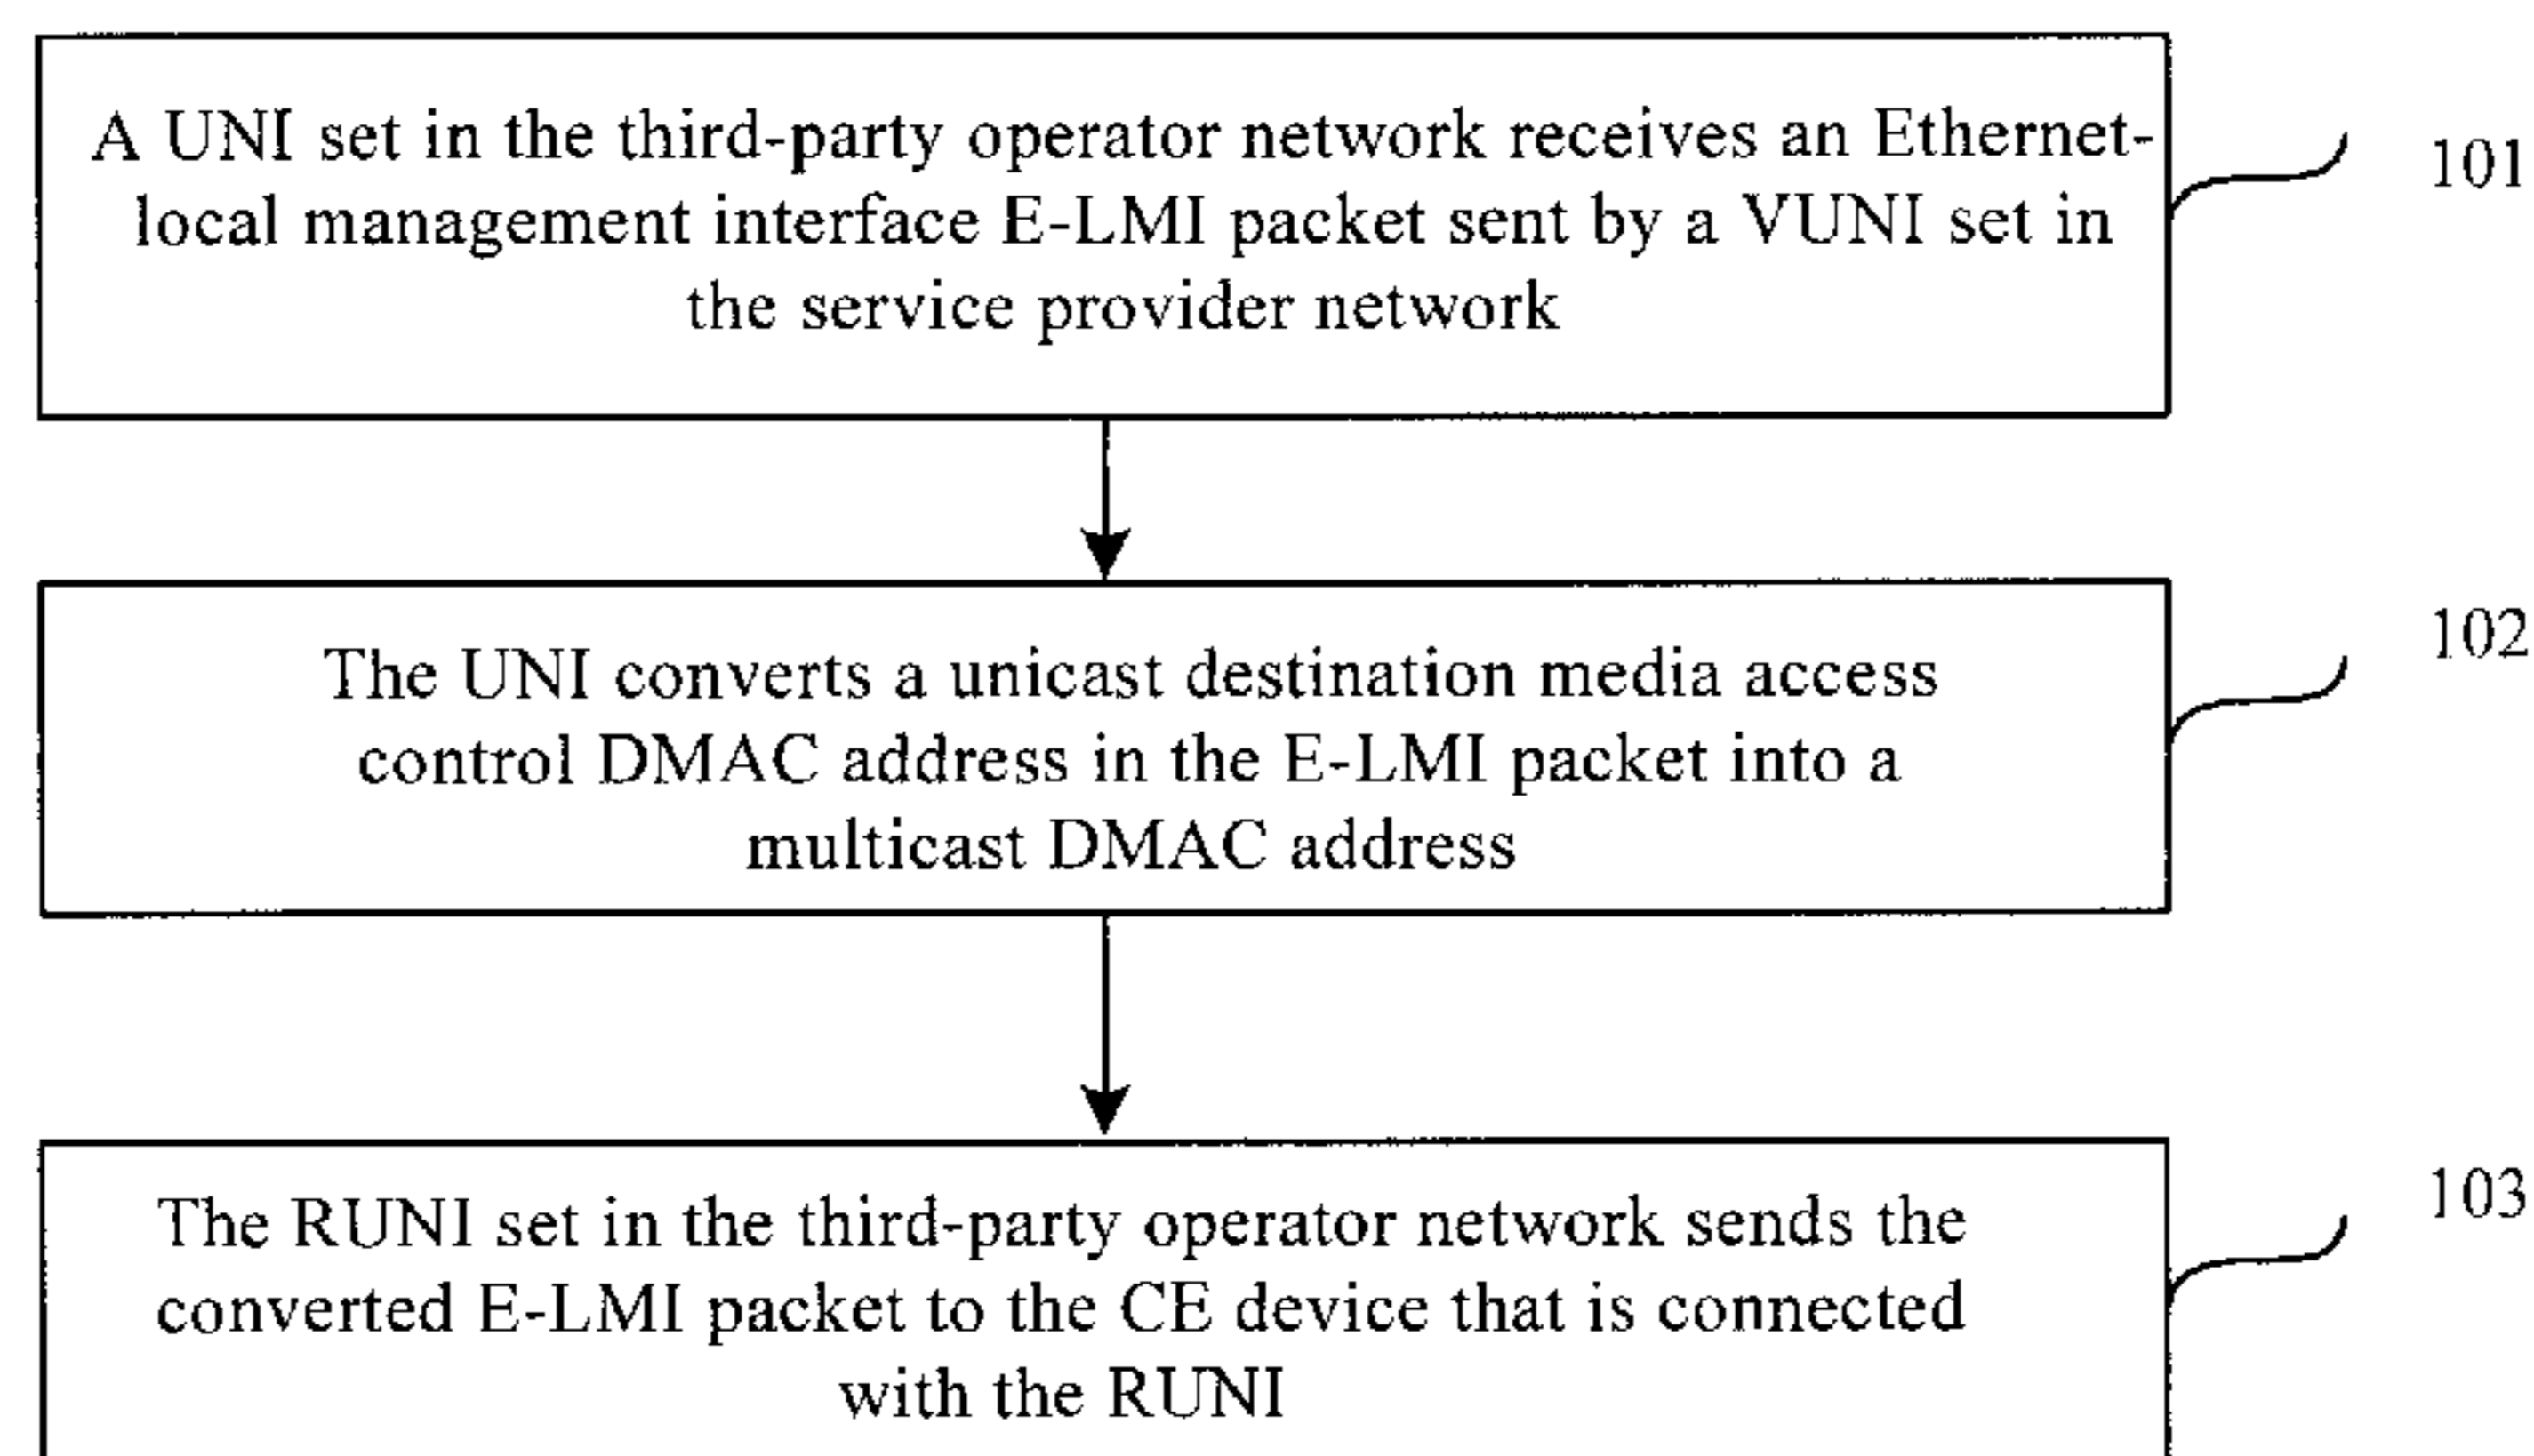 A UNI set in the third-party operator network receives an Ethernet-
local management interface E-LMI packet sent by a VUNI set in
the service provider network
101
The UNI converts a unicast destination media access
control DMAC address in the E-LMI packet into a
multicast DMAC address
102
The RUNI set in the third-party operator network sends the
converted E-LMI packet to the CE device that is connected
with the RUNI
103